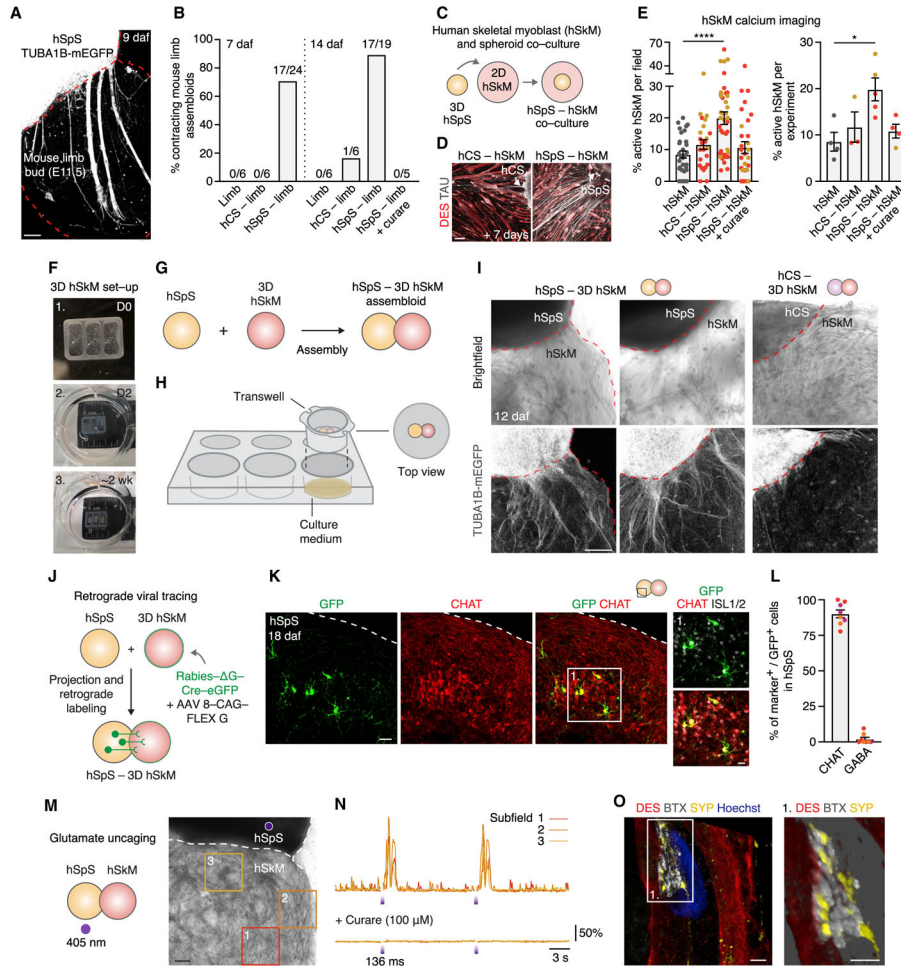 A
hSpS
TUBA1B-mEGFP
9 daf
Mouse limb
bud (E11.5)
B
% contracting mouse limb
assembloids
100
80
60
40
20
0
7 daf
14 daf
0/6
0/6
17/24
0/6
1/6
17/19
0/5
Limb
hCS – limb
hSpS – limb
Limb
hCS – limb
hSpS – limb
hSpS – limb
+ curare
C
Human skeletal myoblast (hSkM)
and spheroid co–culture
2D
hSkM
3D
hSpS
hSpS – hSkM
co–culture
D
hCS – hSkM
hSpS – hSkM
DES TAU
hCS
hSpS
+ 7 days
E
hSkM calcium imaging
% active hSkM per field
70
60
50
40
30
20
10
0
****
hSkM
hCS – hSkM
hSpS – hSkM
hSpS – hSkM
+ curare
% active hSkM per
experiment
40
30
20
10
0
*
hSkM
hCS – hSkM
hSpS – hSkM
hSpS – hSkM
+ curare
F
3D hSkM set–up
1.
D0
2.
D2
3.
~2 wk
G
hSpS
3D
hSkM
hSpS – 3D hSkM
assembloid
+
Assembly
H
Transwell
Top view
Culture
medium
I
hSpS – 3D hSkM
hCS –
3D hSkM
Brightfield
hSpS
hSkM
12 daf
hSpS
hSkM
hCS
hSkM
TUBA1B-mEGFP
J
Retrograde viral tracing
hSpS
3D hSkM
+
Projection and
retrograde
labeling
Rabies–ΔG–
Cre–eGFP
+ AAV 8–CAG–
FLEX G
hSpS – 3D hSkM
K
GFP
CHAT
GFP CHAT
GFP
CHAT ISL1/2
hSpS
18 daf
1.
1.
L
% of marker+ / GFP+ cells
in hSpS
100
75
50
25
0
CHAT
GABA
M
Glutamate uncaging
hSpS
hSkM
405 nm
hSpS
hSkM
3
2
1
N
Subfield
1
2
3
+ Curare (100 µM)
50%
136 ms
3 s
O
DES BTX SYP Hoechst
1. DES BTX SYP
1.